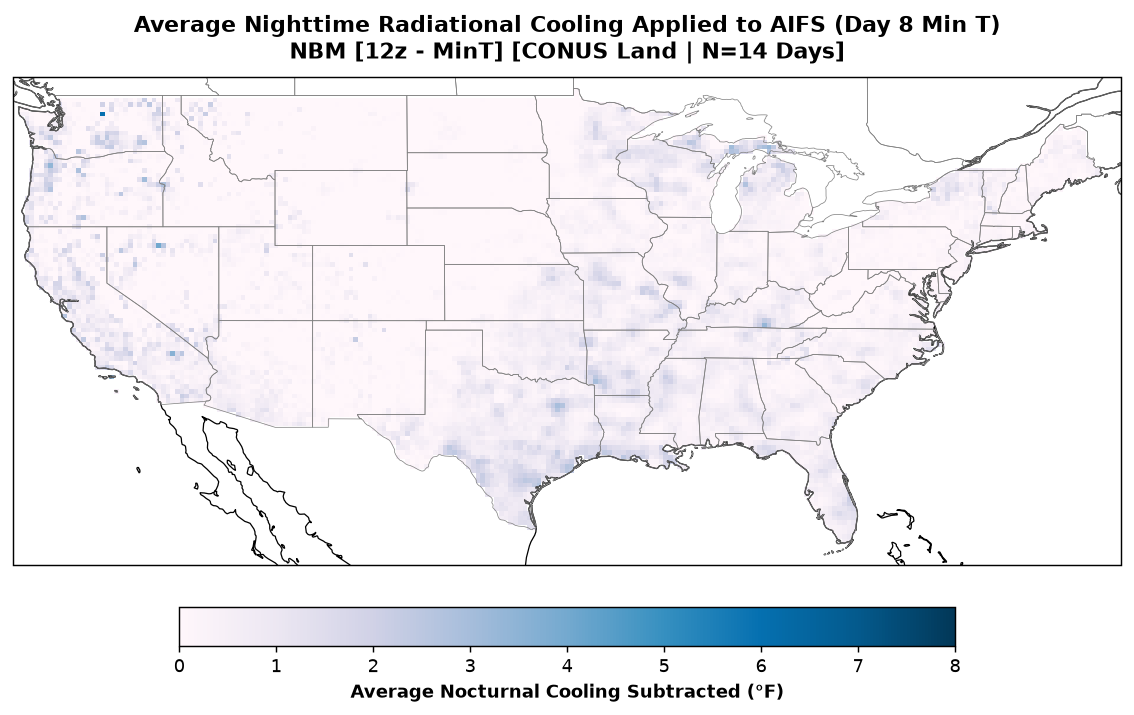 Average Nighttime Radiational Cooling Applied to AIFS (Day 8 Min T)
NBM [12z - MinT] [CONUS Land | N=14 Days]
0 1 2 3 4 5 6 7 8
Average Nocturnal Cooling Subtracted (°F)